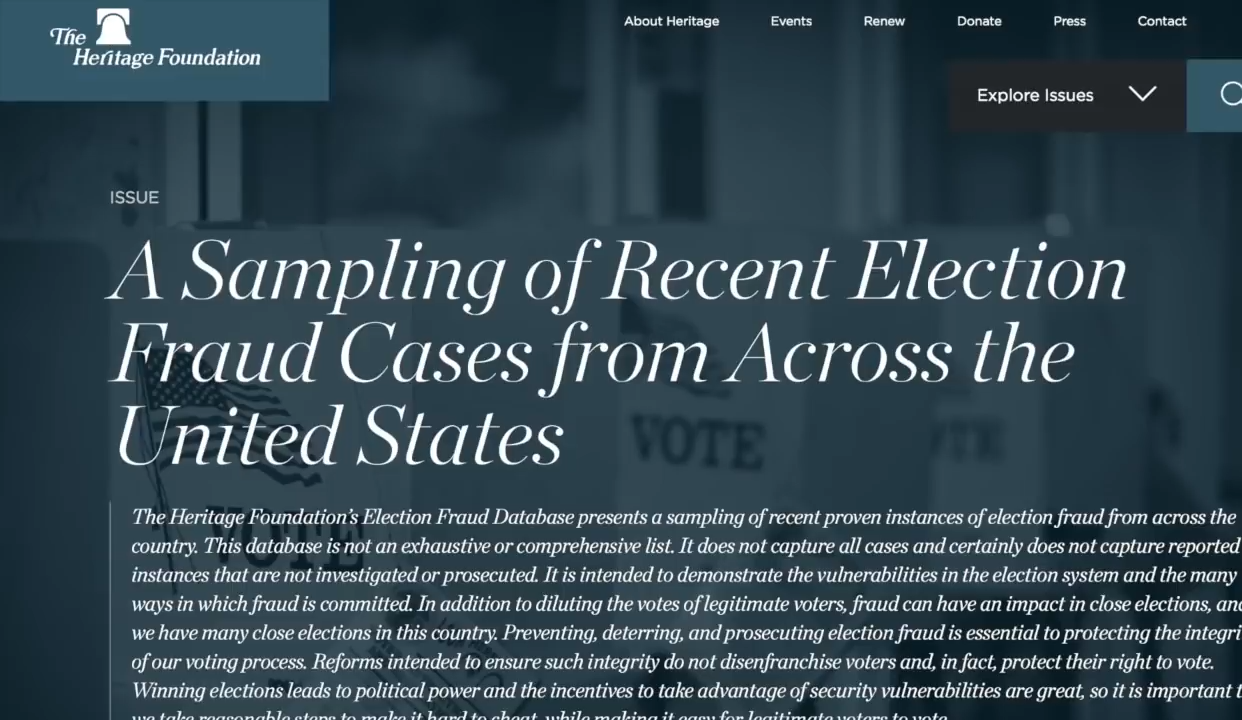 The
Heritage Foundation
About Heritage Events Renew Donate Press Contact
Explore Issues
ISSUE
A Sampling of Recent Election
Fraud Cases from Across the
United States
The Heritage Foundation's Election Fraud Database presents a sampling of recent proven instances of election fraud from across the
country. This database is not an exhaustive or comprehensive list. It does not capture all cases and certainly does not capture reported
instances that are not investigated or prosecuted. It is intended to demonstrate the vulnerabilities in the election system and the many
ways in which fraud is committed. In addition to diluting the votes of legitimate voters, fraud can have an impact in close elections, and
we have many close elections in this country. Preventing, deterring, and prosecuting election fraud is essential to protecting the integri
of our voting process. Reforms intended to ensure such integrity do not disenfranchise voters and, in fact, protect their right to vote.
Winning elections leads to political power and the incentives to take advantage of security vulnerabilities are great, so it is important t
we take reasonable steps to make it hard to cheat, while making it easy for legitimate voters to vote.
VOTE
VOTE